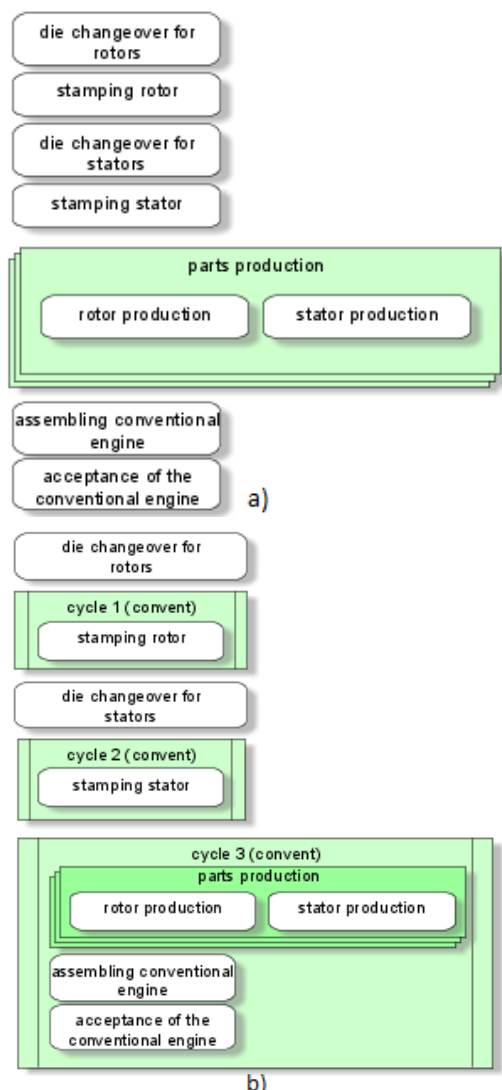 die changeover for
rotors
stamping rotor
die changeover for
stators
stamping stator
parts production
rotor production
stator production
assembling conventional
engine
acceptance of the
conventional engine
a)
die changeover for
rotors
cycle 1 (convent)
stamping rotor
die changeover for
stators
cycle 2 (convent)
stamping stator
cycle 3 (convent)
parts production
rotor production
stator production
assembling conventional
engine
acceptance of the
conventional engine
b)